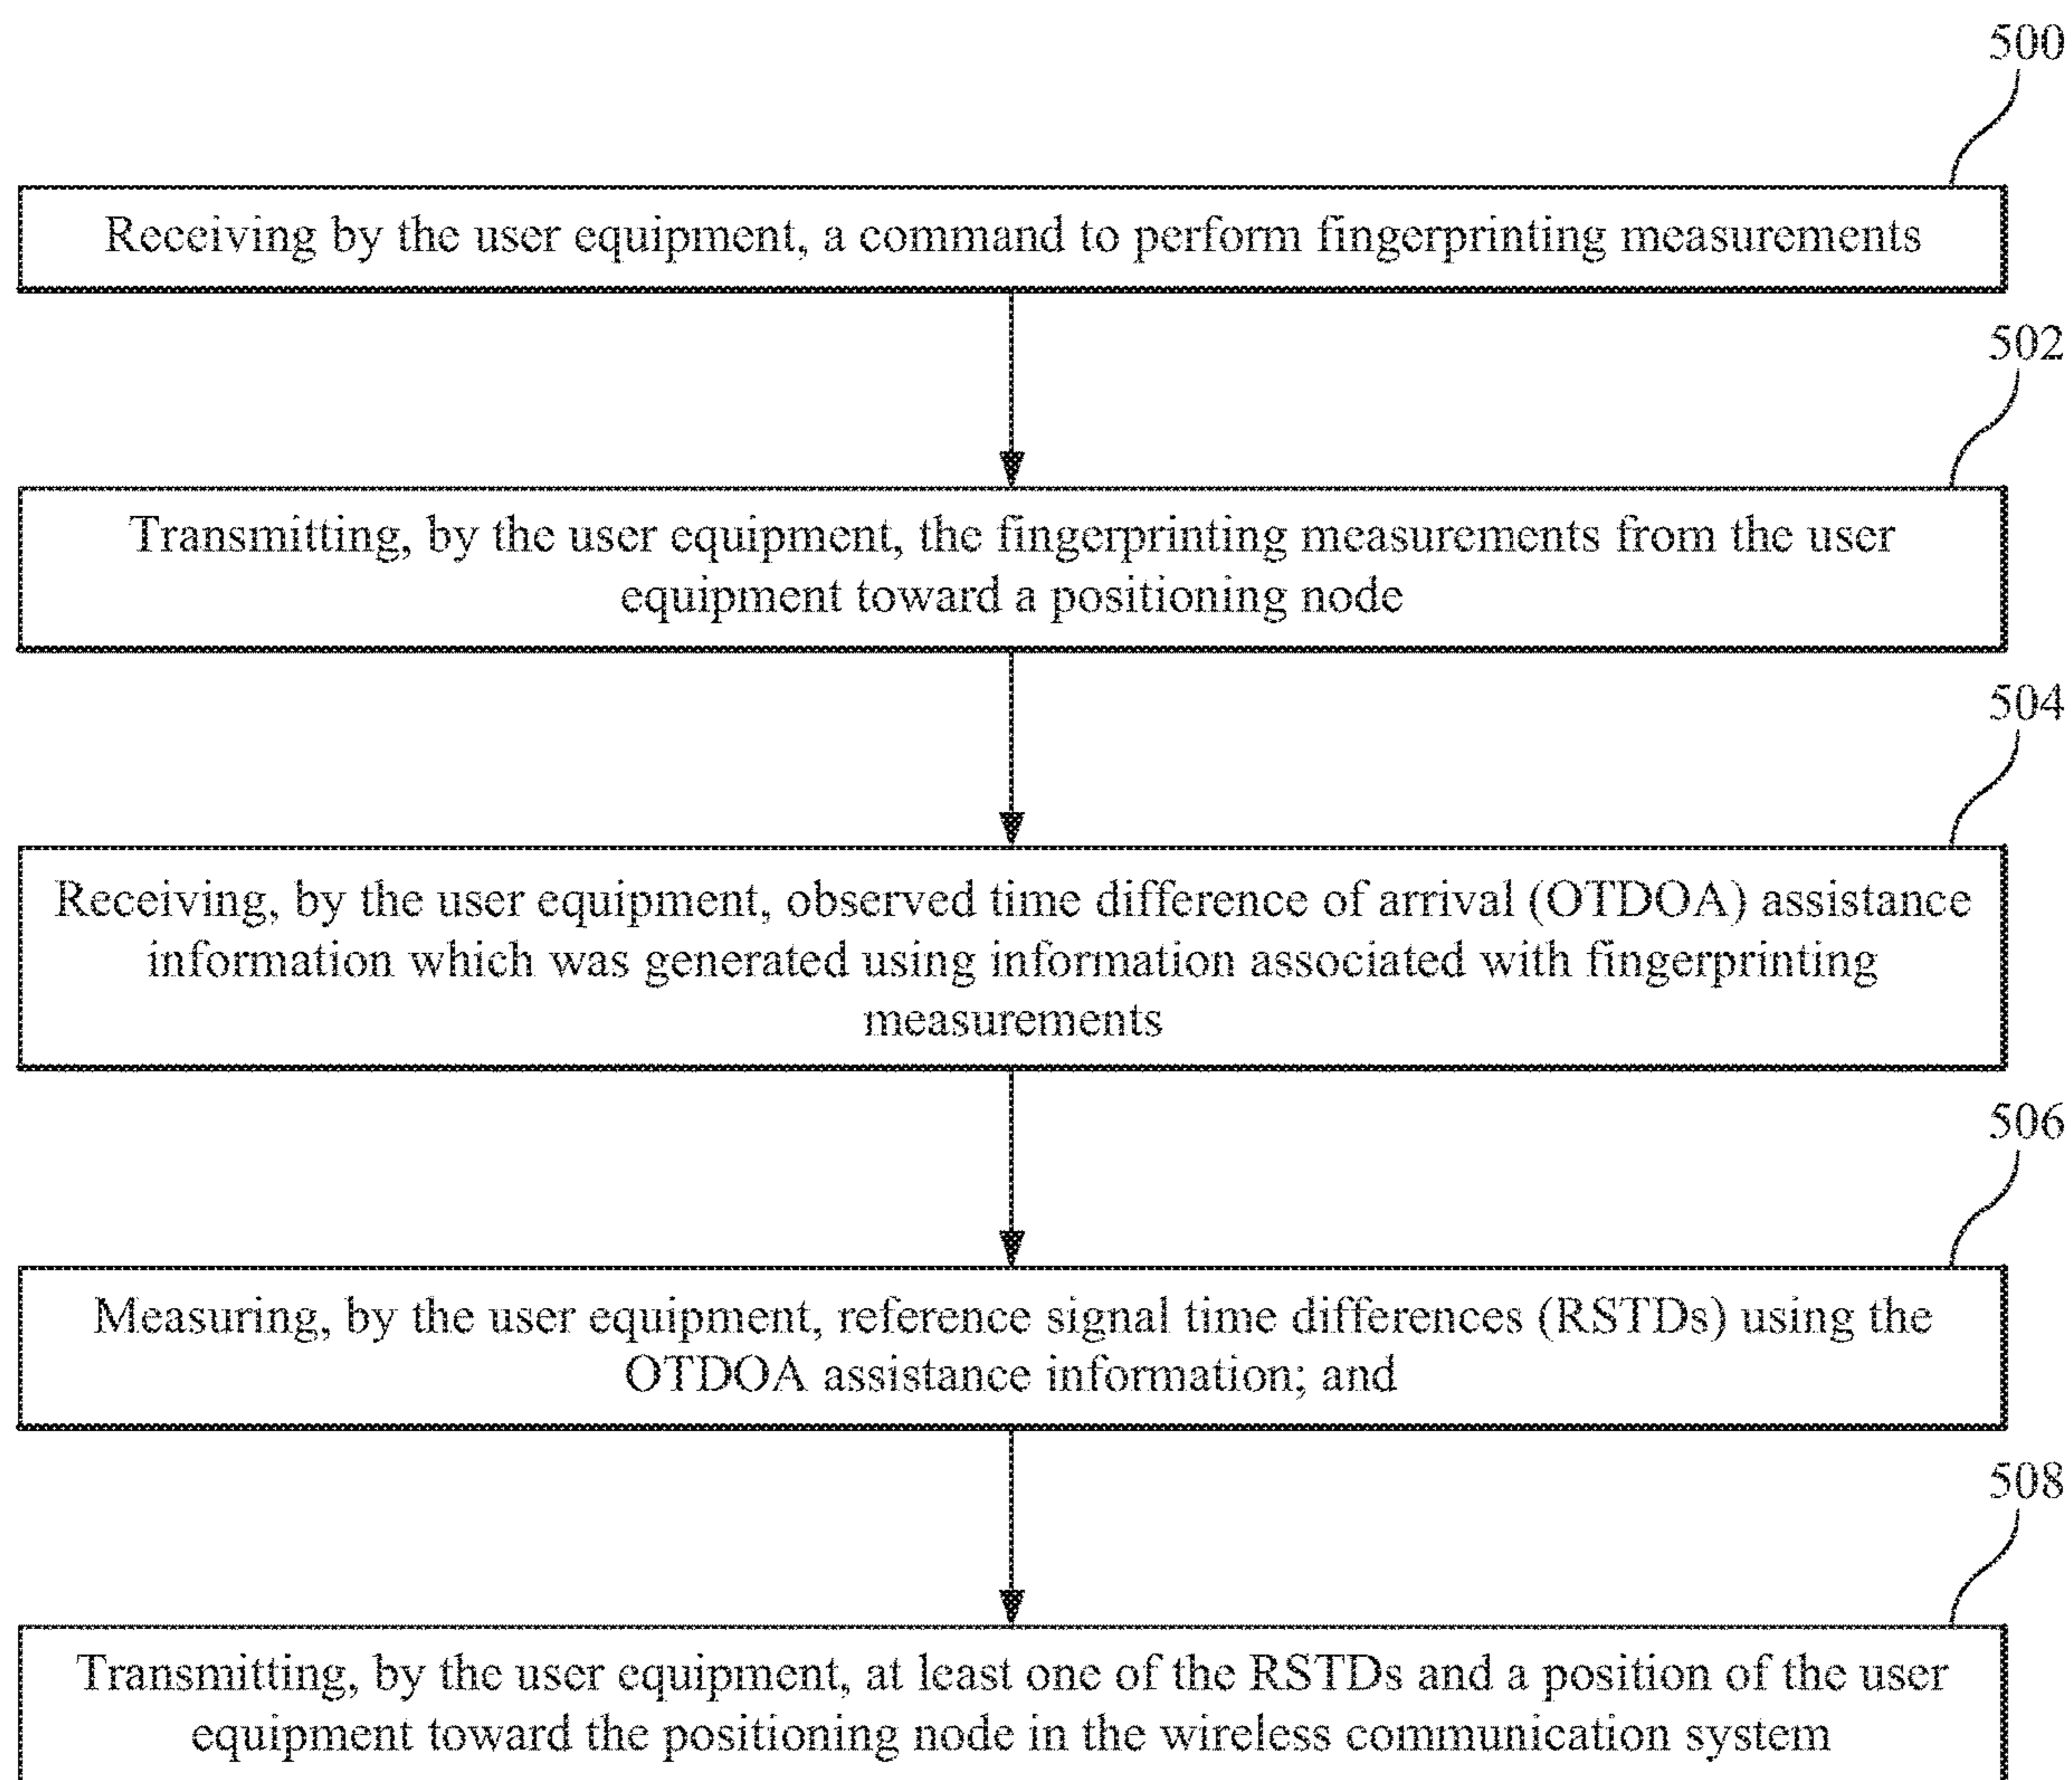 500
Receiving by the user equipment, a command to perform fingerprinting measurements
502
Transmitting, by the user equipment, the fingerprinting measurements from the user
equipment toward a positioning node
504
Receiving, by the user equipment, observed time difference of arrival (OTDOA) assistance
information which was generated using information associated with fingerprinting
measurements
506
Measuring, by the user equipment, reference signal time differences (RSTDs) using the
OTDOA assistance information; and
508
Transmitting, by the user equipment, at least one of the RSTDs and a position of the user
equipment toward the positioning node in the wireless communication system